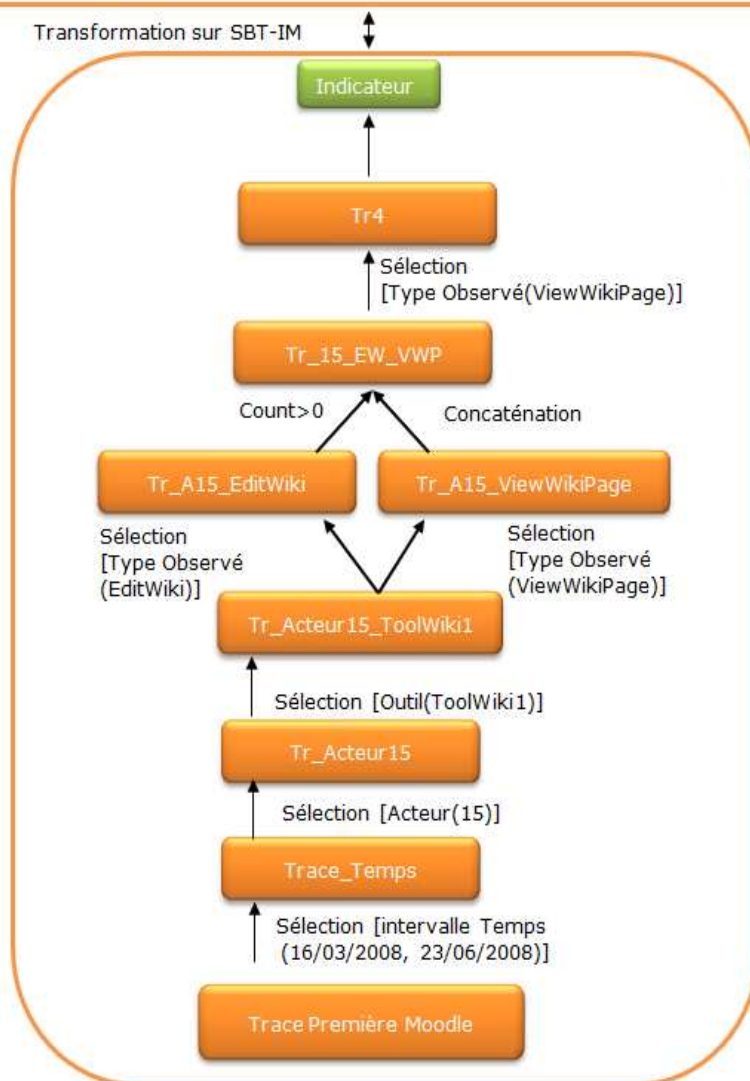 Transformation sur SBT-IM
Indicateur
Tr4
Sélection
[Type Observé(ViewWikiPage)]
Tr_15_EW_VWP
Count>0
Concaténation
Tr_A15_EditWiki
Tr_A15_ViewWikiPage
Sélection
[Type Observé
(EditWiki)]
Sélection
[Type Observé
(ViewWikiPage)]
Tr_Acteur15_ToolWiki1
Sélection [Outil(ToolWiki1)]
Tr_Acteur15
Sélection [Acteur(15)]
Trace_Temps
Sélection [intervalle Temps
(16/03/2008, 23/06/2008)]
Trace Première Moodle